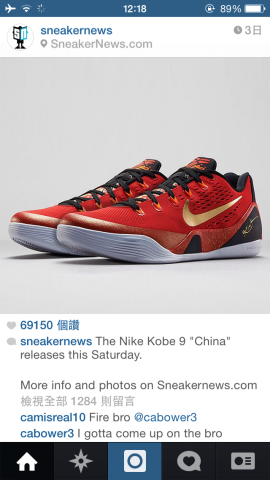 12:18
89%
sneakernews
SneakerNews.com
3日
69150 個讚
sneakernews The Nike Kobe 9 "China"
releases this Saturday.
More info and photos on Sneakernews.com
檢視全部 1284 則留言
camisreal10 Fire bro @cabower3
cabower3 I gotta come up on the bro